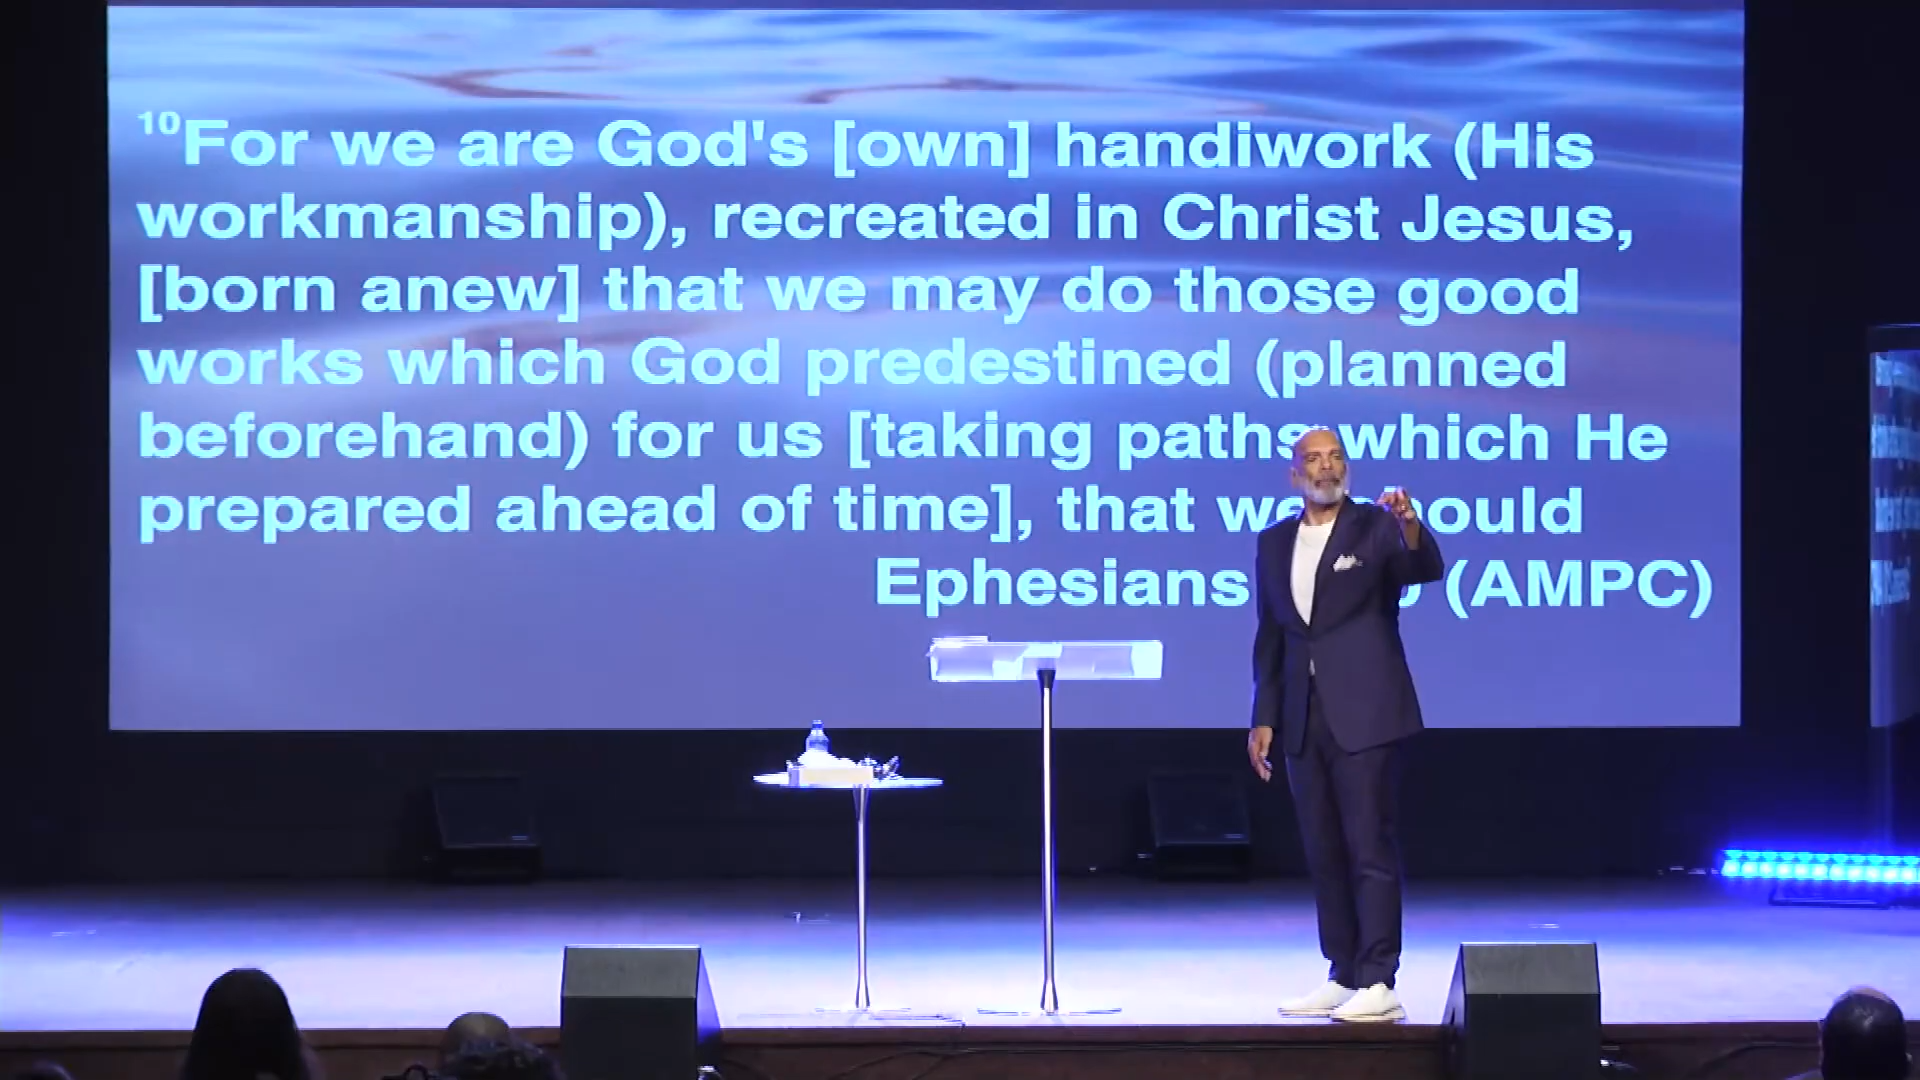 10For we are God's [own] handiwork (His
workmanship), recreated in Christ Jesus,
[born anew] that we may do those good
works which God predestined (planned
beforehand) for us [taking paths which He
prepared ahead of time], that we should
Ephesians (AMPC)